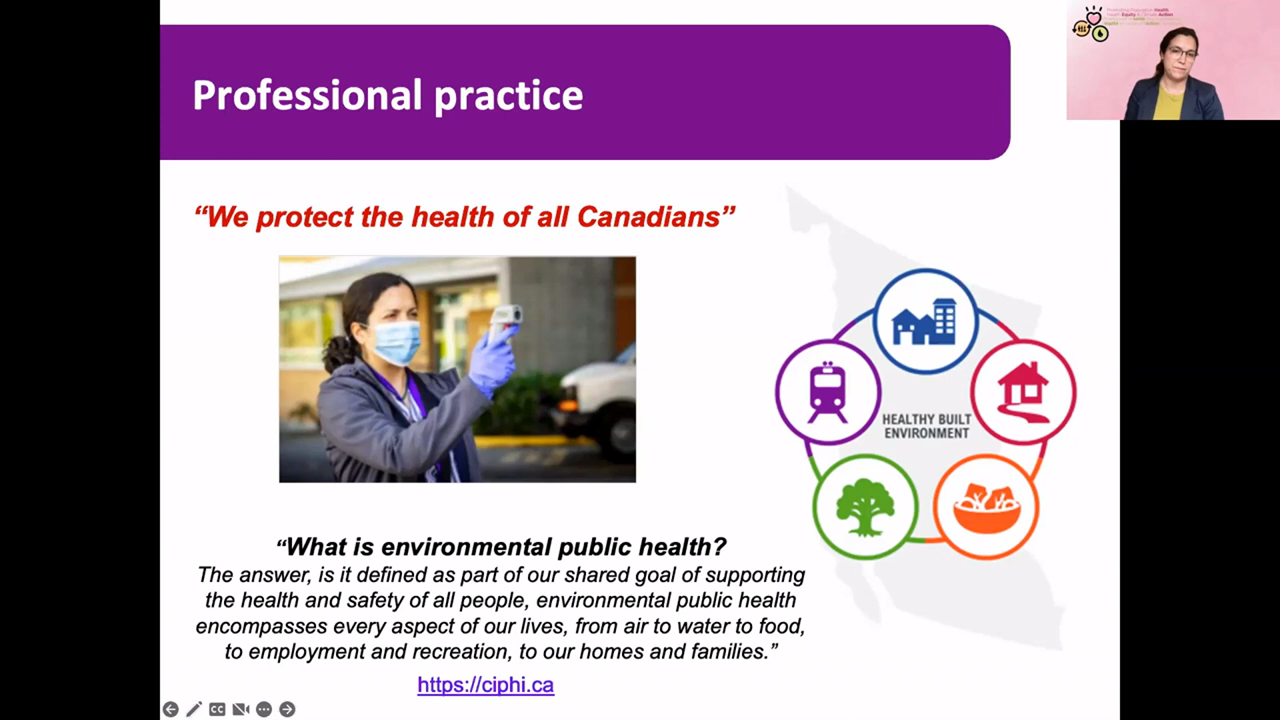 Professional practice
“We protect the health of all Canadians”
HEALTHY BUILT
ENVIRONMENT
“What is environmental public health?
The answer, is it defined as part of our shared goal of supporting
the health and safety of all people, environmental public health
encompasses every aspect of our lives, from air to water to food,
to employment and recreation, to our homes and families.”
https://ciphi.ca
CC